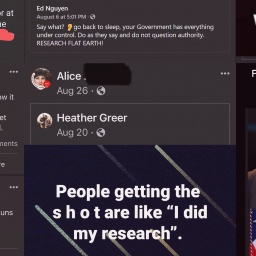 r at
ne
Ed Nguyen
August 6 at 5:01 PM ·
Say what? go back to sleep, your Government has everything
under control. Do as they say and do not question authority.
RESEARCH FLAT EARTH!
Alice
Aug 26 ·
Heather Greer
Aug 20 ·
People getting the
s h o t are like “I did
my research”.
w it
et
ments
re
uns